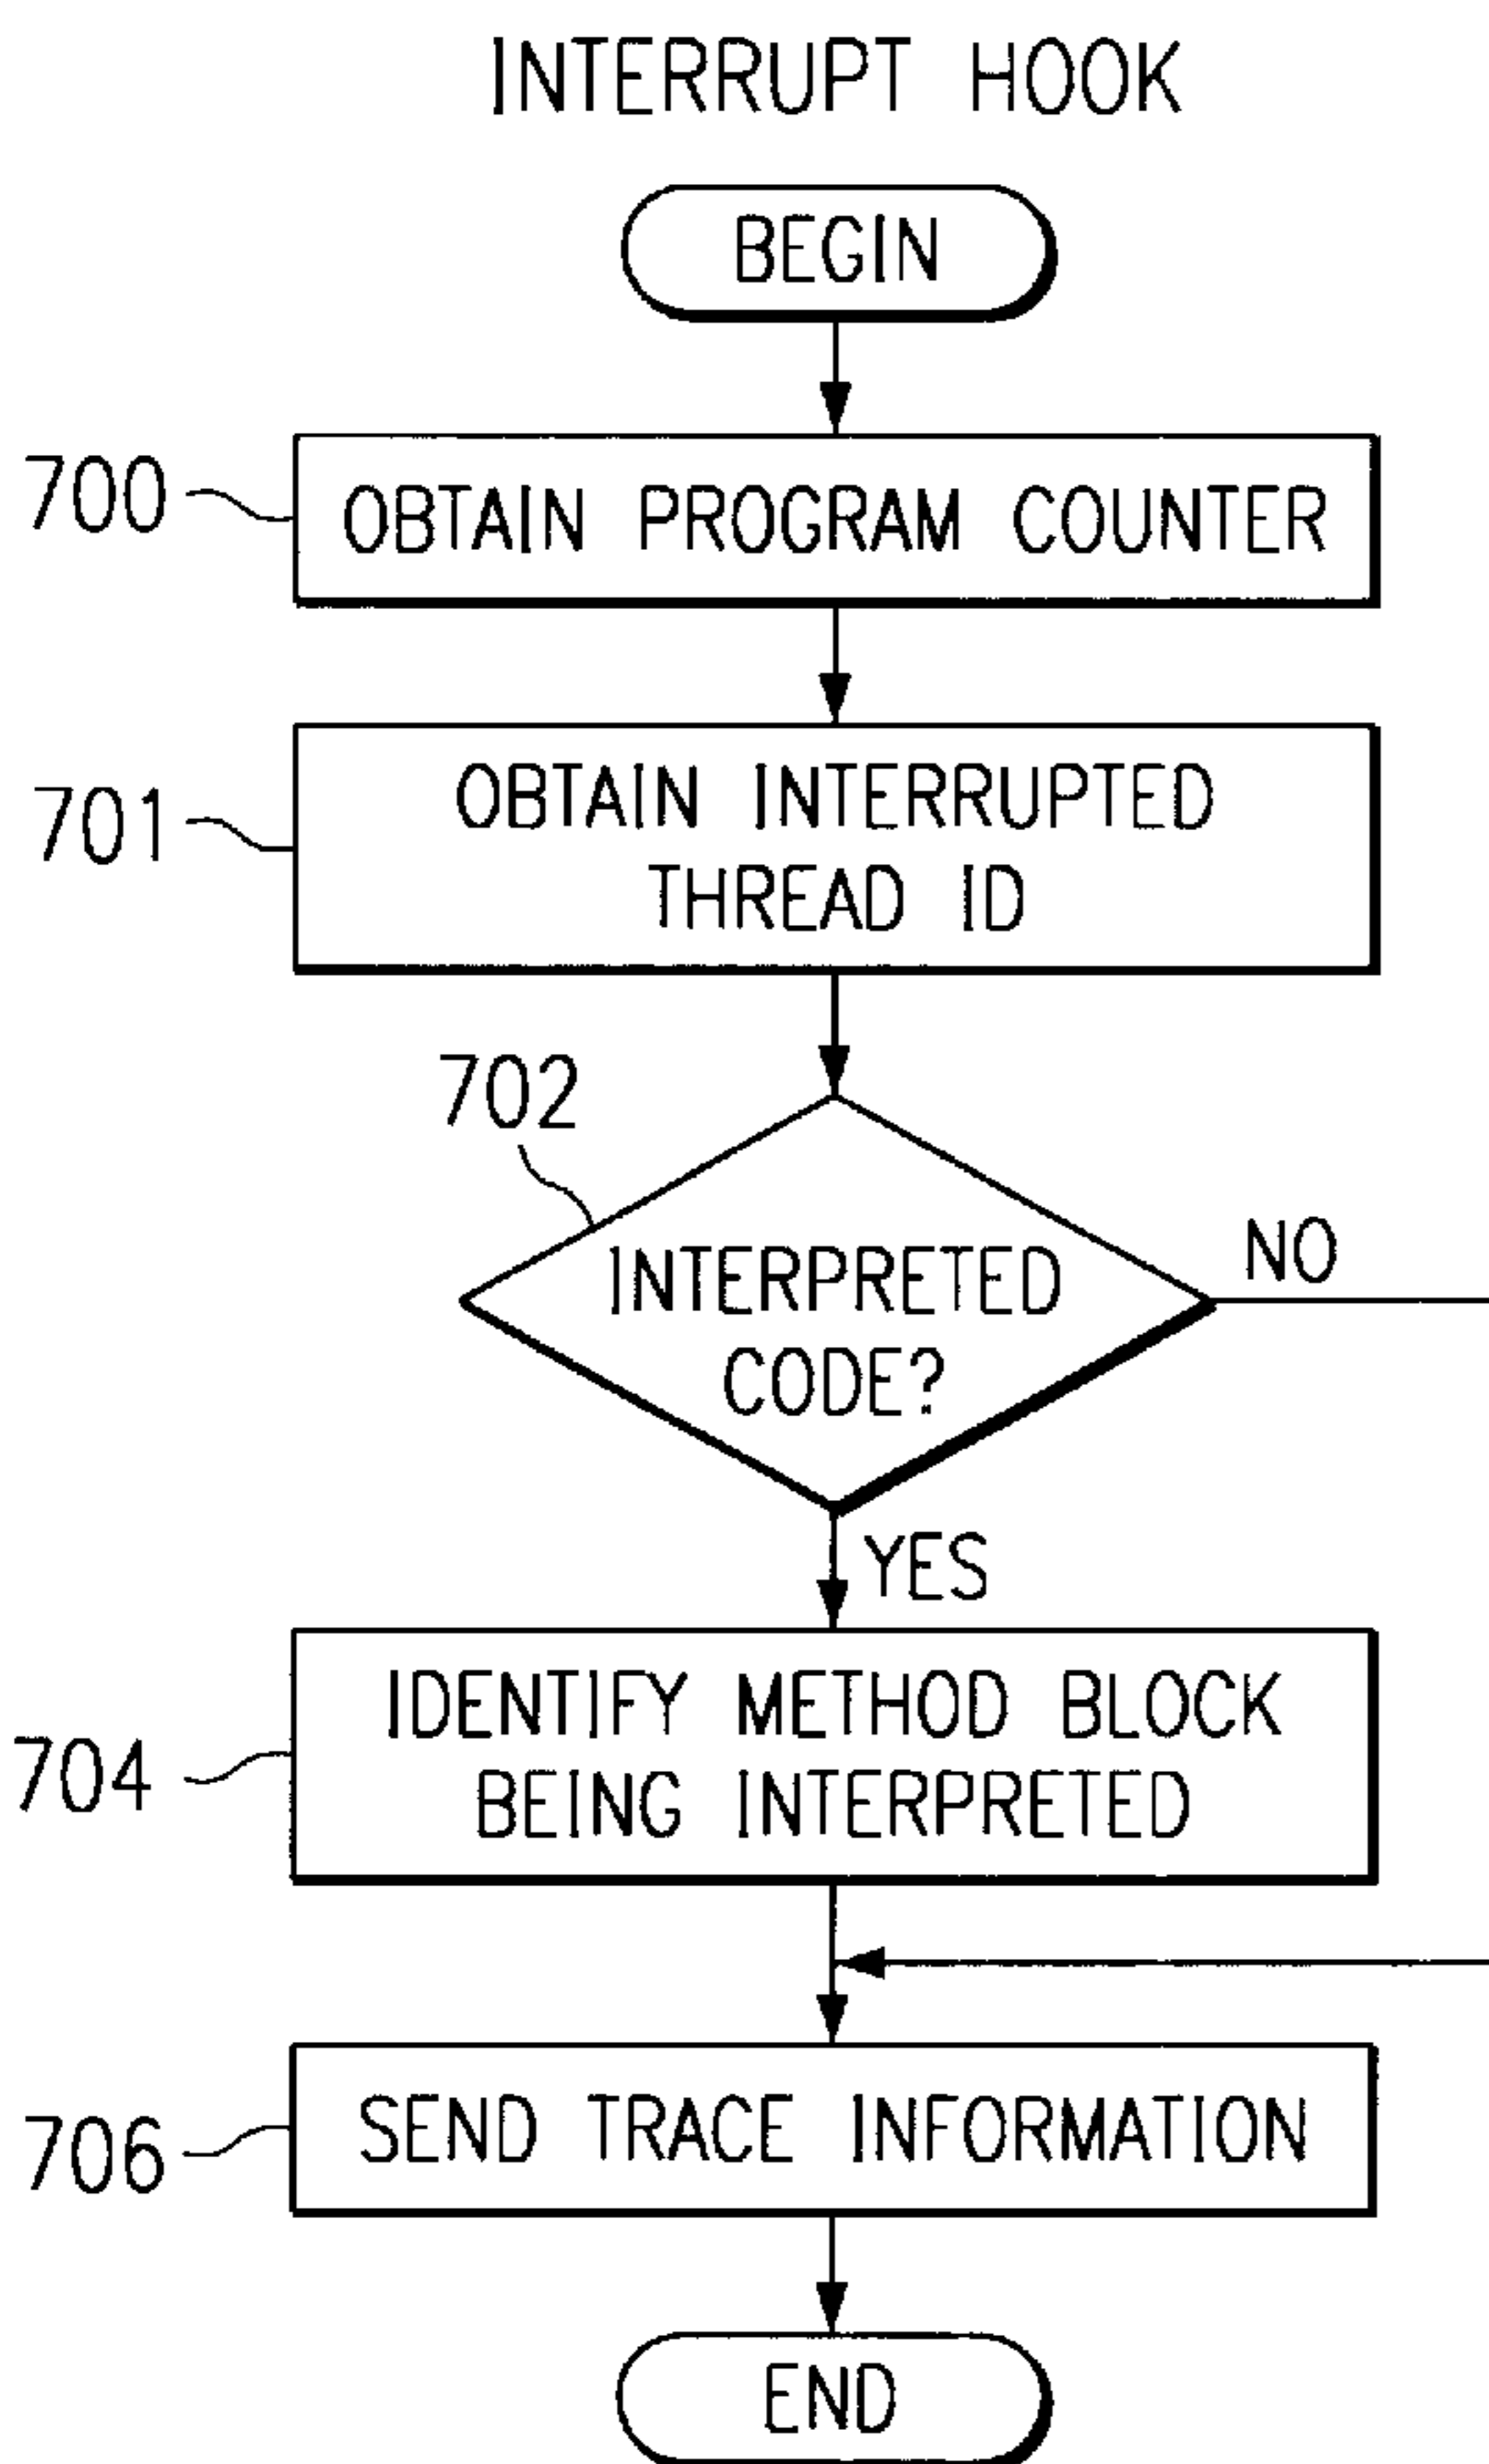 INTERRUPT HOOK
BEGIN
700
OBTAIN PROGRAM COUNTER
701
OBTAIN INTERRUPTED
THREAD ID
702
INTERPRETED
CODE?
NO
YES
704
IDENTIFY METHOD BLOCK
BEING INTERPRETED
706
SEND TRACE INFORMATION
END